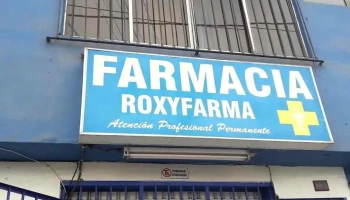 FARMACIA
ROXYFARMA
Atención Profesional Permanente